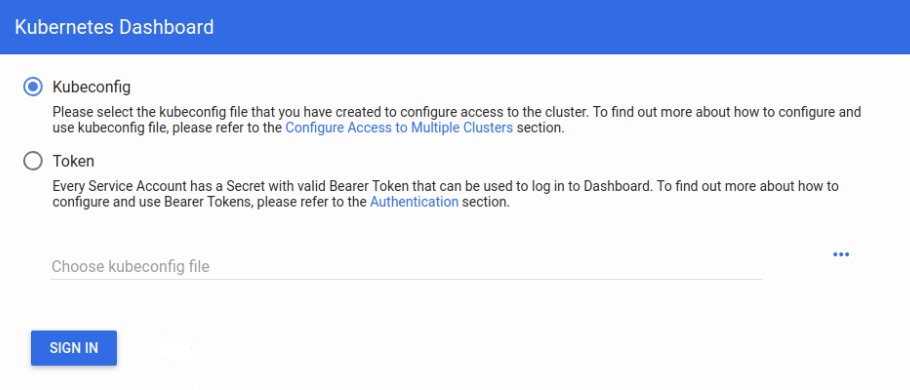 Kubernetes Dashboard
Kubeconfig
Please select the kubeconfig file that you have created to configure access to the cluster. To find out more about how to configure and
use kubeconfig file, please refer to the Configure Access to Multiple Clusters section.
Token
Every Service Account has a Secret with valid Bearer Token that can be used to log in to Dashboard. To find out more about how to
configure and use Bearer Tokens, please refer to the Authentication section.
Choose kubeconfig file
SIGN IN